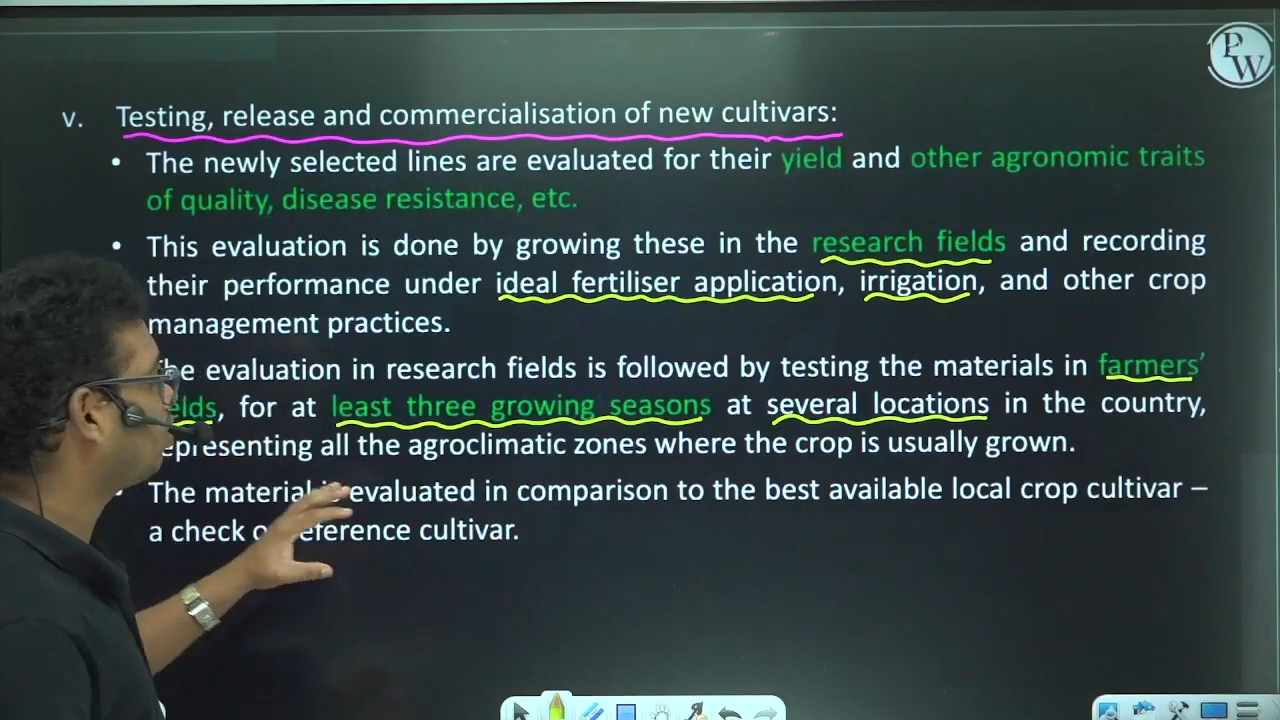 PW
v. Testing, release and commercialisation of new cultivars:
• The newly selected lines are evaluated for their yield and other agronomic traits
of quality, disease resistance, etc.
• This evaluation is done by growing these in the research fields and recording
their performance under ideal fertiliser application, irrigation, and other crop
management practices.
evaluation in research fields is followed by testing the materials in farmers'
for at least three growing seasons at several locations in the country,
representing all the agroclimatic zones where the crop is usually grown.
The material evaluated in comparison to the best available local crop cultivar –
a check reference cultivar.